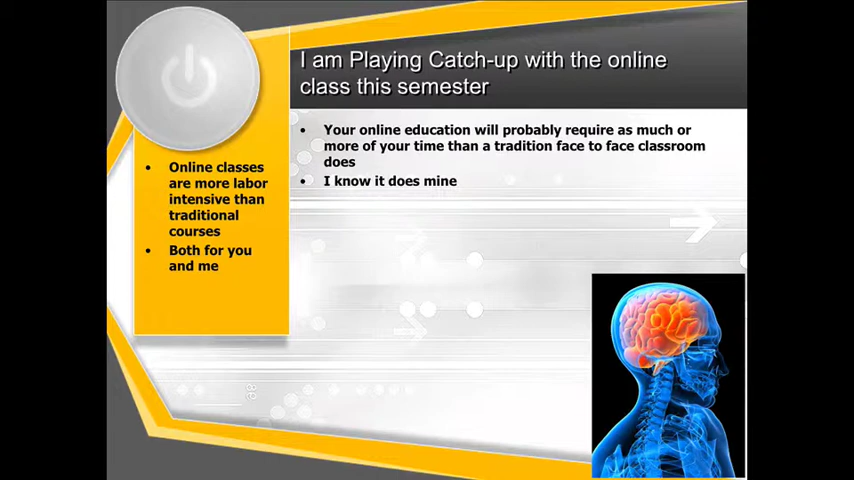 I am Playing Catch-up with the online
class this semester
• Online classes
are more labor
intensive than
traditional
courses
• Both for you
and me
• Your online education will probably require as much or
more of your time than a tradition face to face classroom
does
• I know it does mine